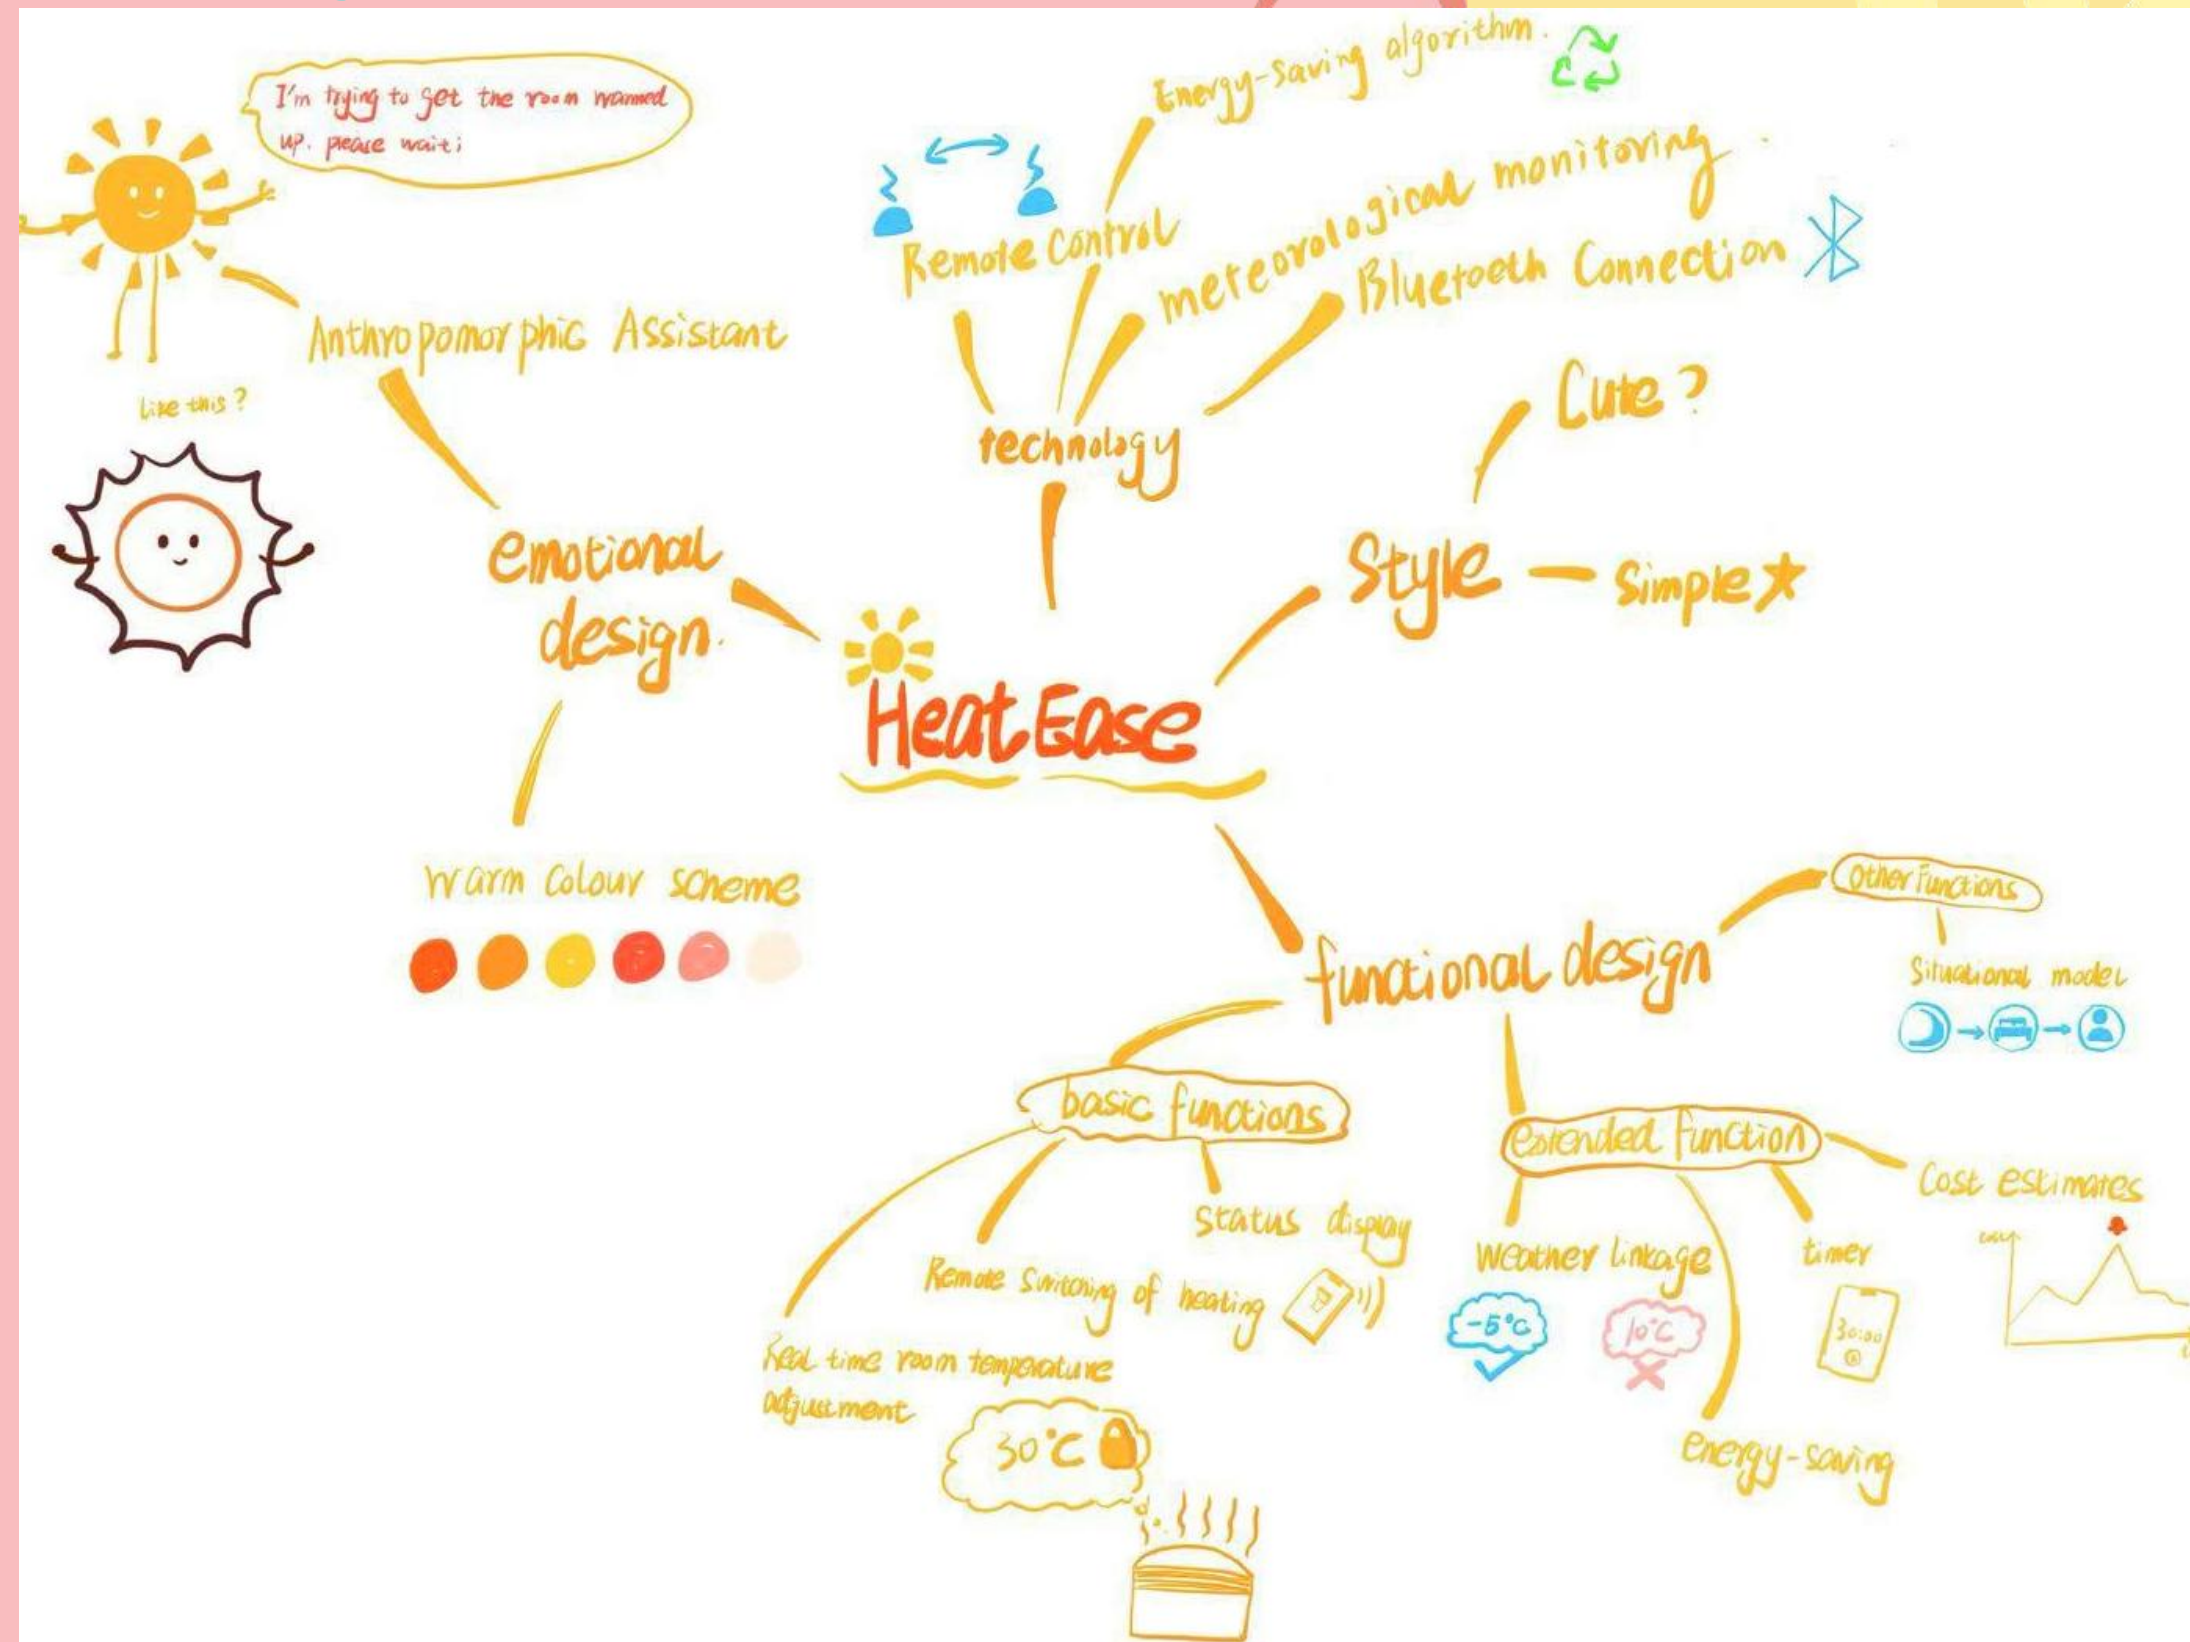 I'm trying to get the room warmed
up. please wait;
Energy-saving algorithm.
Remote Control
meteorological monitoring
Bluetooth Connection
Anthropomorphic Assistant
Like this?
technology
Cute?
emotional
design.
Style
Simple
HeatEase
warm colour scheme
functional design
other Functions
Situational model
basic functions
extended function
Cost estimates
status display
weather linkage
timer
Remote Switching of heating
-5°C
10°C
30:00
Real time room temperature
adjustment
30°C
energy-saving